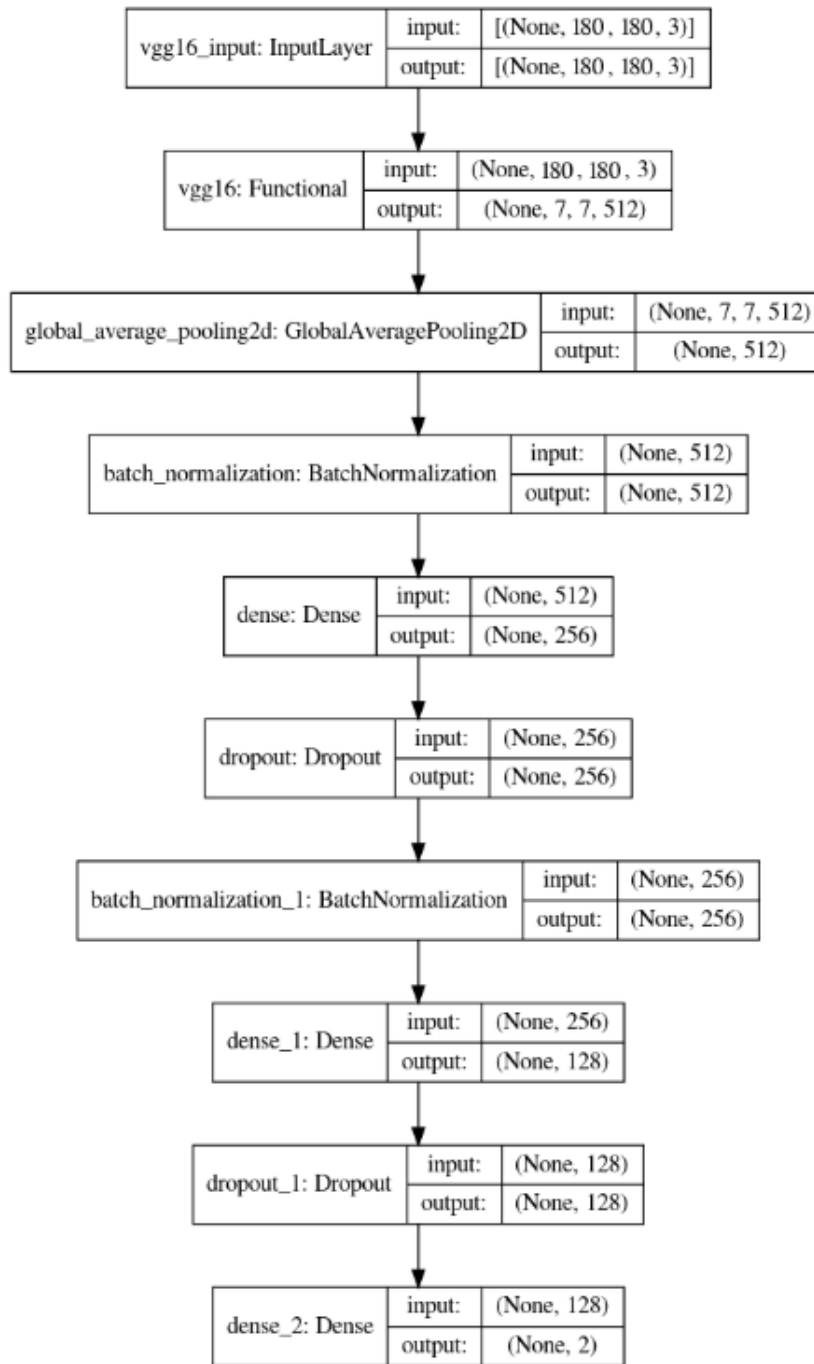 vgg16_input: InputLayer
input: [(None, 180, 180, 3)]
output: [(None, 180, 180, 3)]
vgg16: Functional
input: (None, 180, 180, 3)
output: (None, 7, 7, 512)
global_average_pooling2d: GlobalAveragePooling2D
input: (None, 7, 7, 512)
output: (None, 512)
batch_normalization: BatchNormalization
input: (None, 512)
output: (None, 512)
dense: Dense
input: (None, 512)
output: (None, 256)
dropout: Dropout
input: (None, 256)
output: (None, 256)
batch_normalization_1: BatchNormalization
input: (None, 256)
output: (None, 256)
dense_1: Dense
input: (None, 256)
output: (None, 128)
dropout_1: Dropout
input: (None, 128)
output: (None, 128)
dense_2: Dense
input: (None, 128)
output: (None, 2)